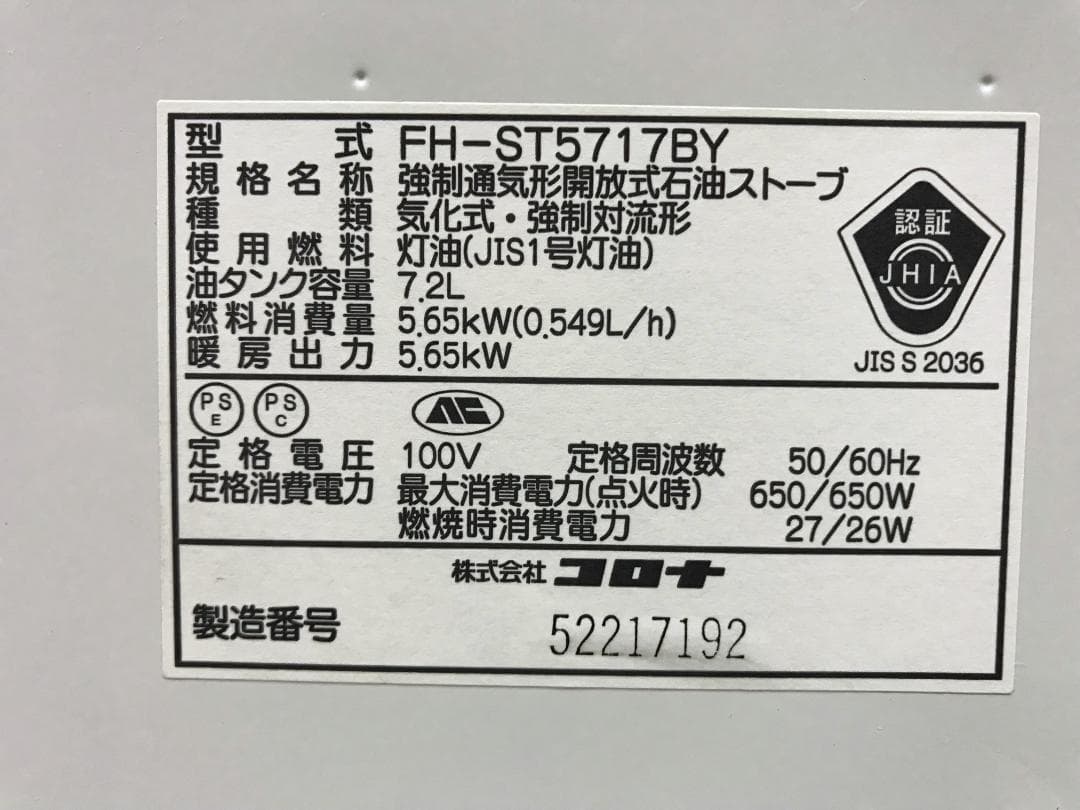 型式 FH-ST5717BY
規格名称 強制通気形開放式石油ストーブ
種類 気化式・強制対流形
使用燃料 灯油(JIS1号灯油)
油タンク容量 7.2L
燃料消費量 5.65kW(0.549L/h)
暖房出力 5.65kW
認証
JHIA
JIS S 2036
PS E PS C
定格電圧 100V 定格周波数 50/60Hz
定格消費電力 最大消費電力(点火時) 650/650W
燃焼時消費電力 27/26W
株式会社 コロナ
製造番号 52217192